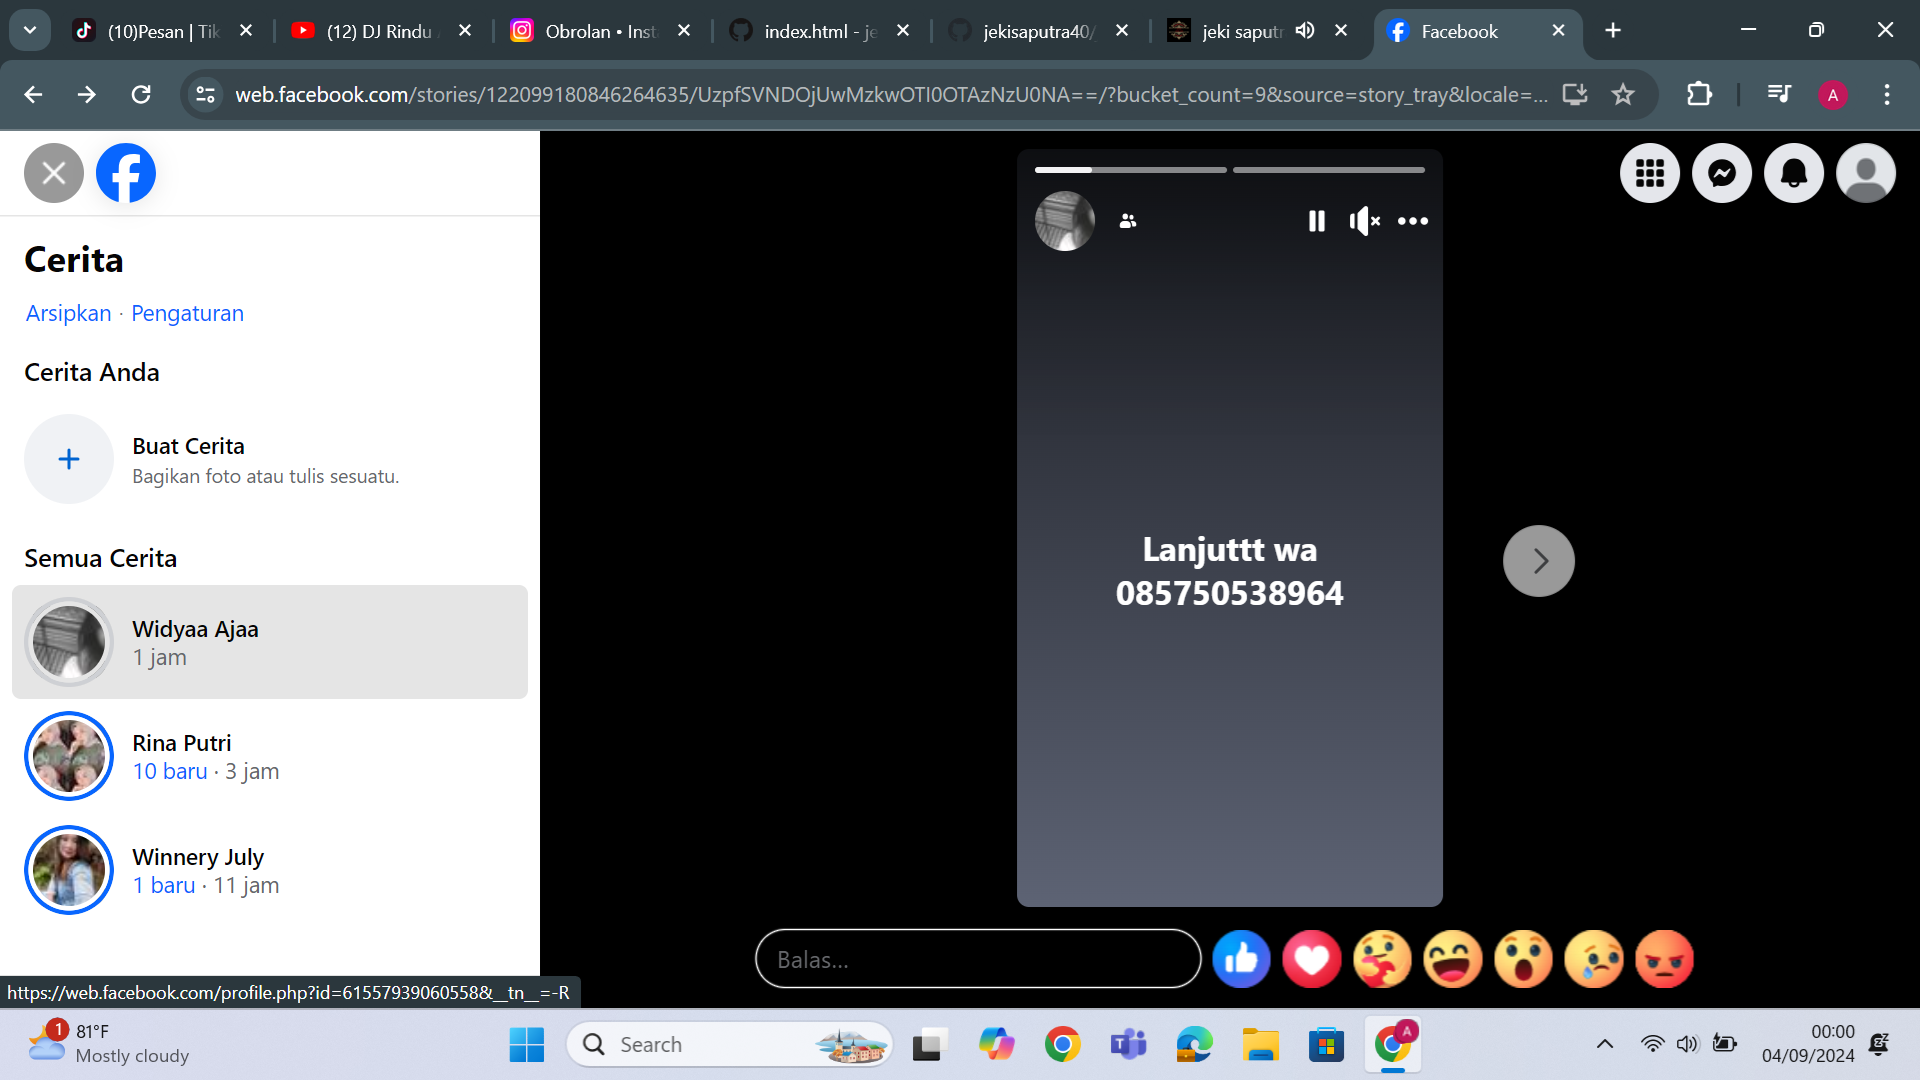 (10)Pesan | Tik
(12) DJ Rindu
Obrolan • Inst
index.html - je
jekisaputra40/
jeki saputr
Facebook
web.facebook.com/stories/122099180846264635/UzpfSVNDOjUwMzkwOTI0OTAzNzU0NA==/?bucket_count=9&source=story_tray&locale=...
A
Cerita
Arsipkan · Pengaturan
Cerita Anda
Buat Cerita
Bagikan foto atau tulis sesuatu.
Semua Cerita
Widyaa Ajaa
1 jam
Rina Putri
10 baru · 3 jam
Winnery July
1 baru · 11 jam
Lanjuttt wa
085750538964
Balas...
https://web.facebook.com/profile.php?id=61557939060558&__tn__=-R
1
81°F
Mostly cloudy
Search
A
00:00
04/09/2024